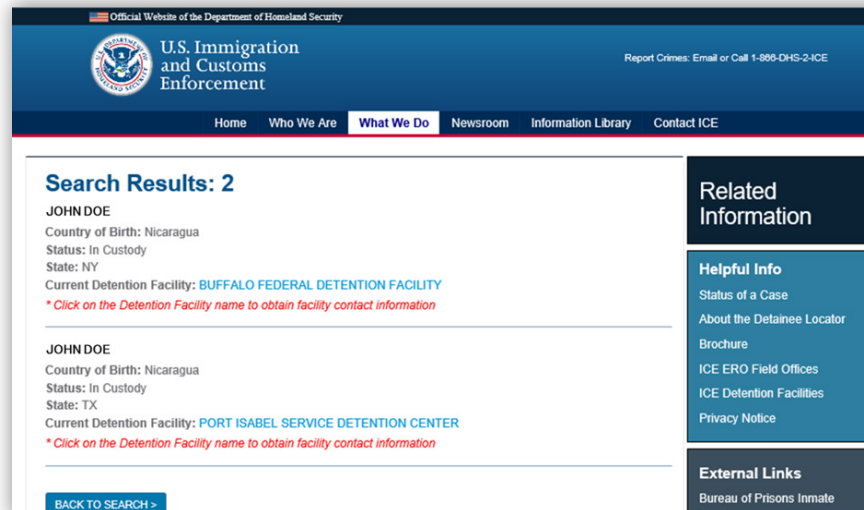 Official Website of the Department of Homeland Security
U.S. Immigration
and Customs
Enforcement
Report Crimes: Email or Call 1-866-DHS-2-ICE
Home Who We Are What We Do Newsroom Information Library Contact ICE
Search Results: 2
JOHN DOE
Country of Birth: Nicaragua
Status: In Custody
State: NY
Current Detention Facility: BUFFALO FEDERAL DETENTION FACILITY
* Click on the Detention Facility name to obtain facility contact information
JOHN DOE
Country of Birth: Nicaragua
Status: In Custody
State: TX
Current Detention Facility: PORT ISABEL SERVICE DETENTION CENTER
* Click on the Detention Facility name to obtain facility contact information
BACK TO SEARCH >
Related
Information
Helpful Info
Status of a Case
About the Detainee Locator
Brochure
ICE ERO Field Offices
ICE Detention Facilities
Privacy Notice
External Links
Bureau of Prisons Inmate